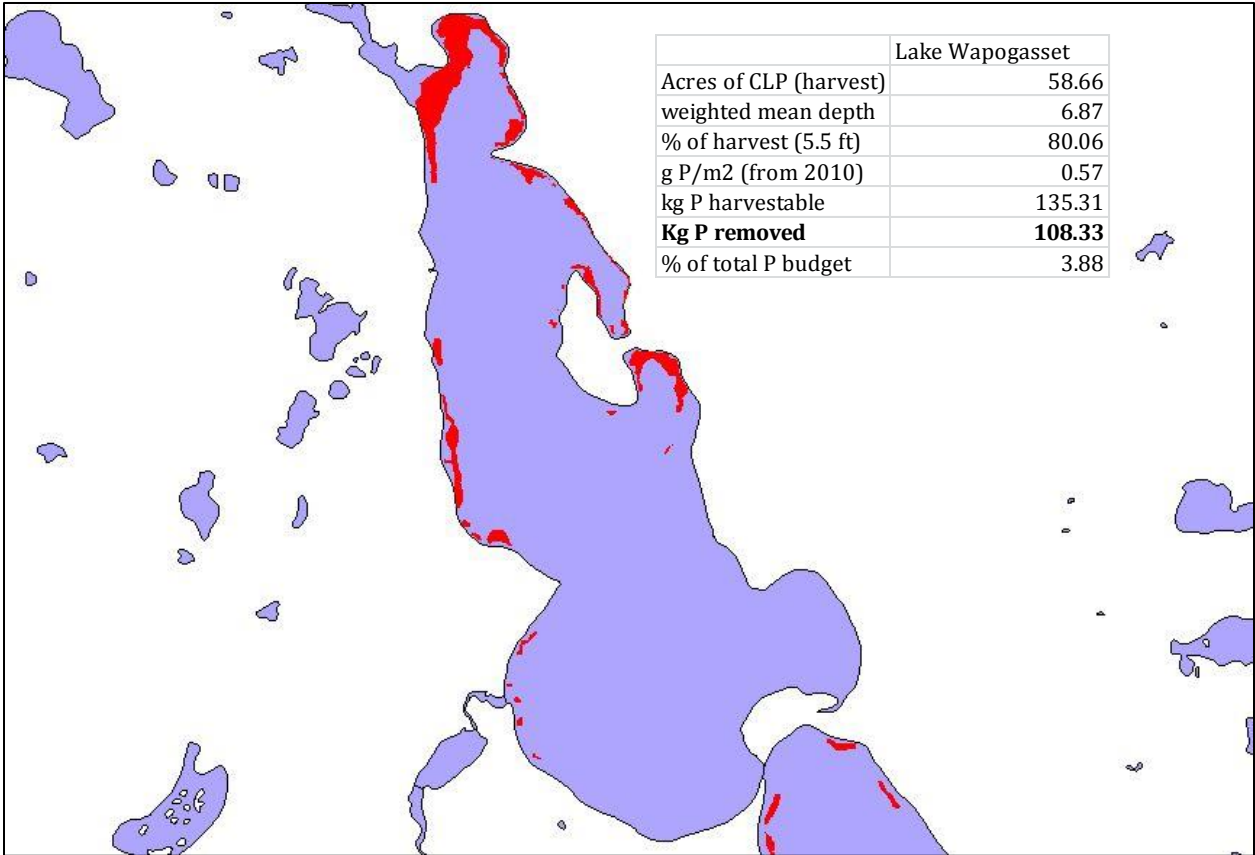 Lake Wapogasset
Acres of CLP (harvest) 58.66
weighted mean depth 6.87
% of harvest (5.5 ft) 80.06
g P/m2 (from 2010) 0.57
kg P harvestable 135.31
Kg P removed 108.33
% of total P budget 3.88